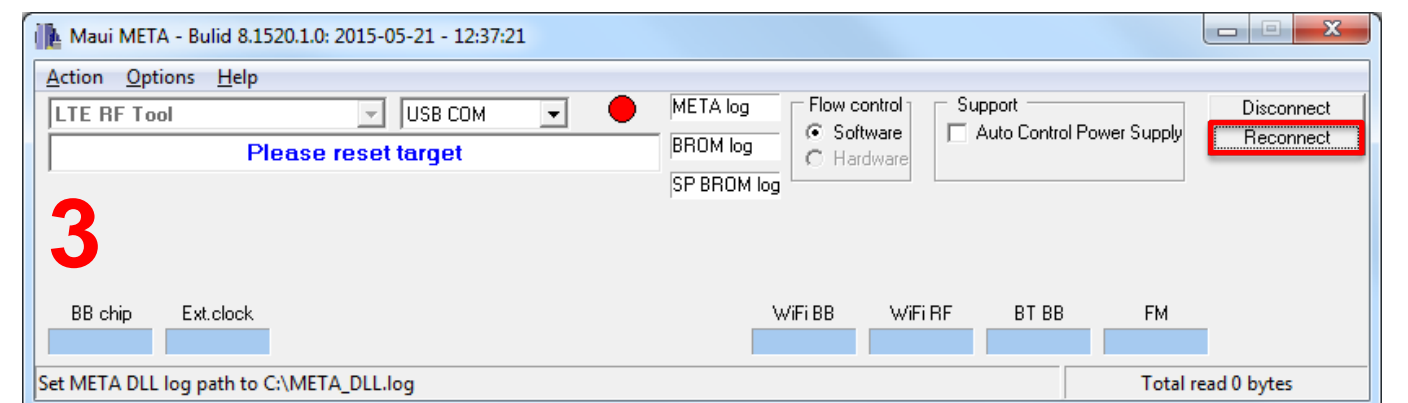 Maui META - Bulid 8.1520.1.0: 2015-05-21 - 12:37:21
Action Options Help
LTE RF Tool
USB COM
Please reset target
META log
BROM log
SP BROM log
Flow control
Software
Hardware
Support
Auto Control Power Supply
Disconnect
Reconnect
3
BB chip Ext.clock WiFi BB WiFi RF BT BB FM
Set META DLL log path to C:\META_DLL.log Total read 0 bytes